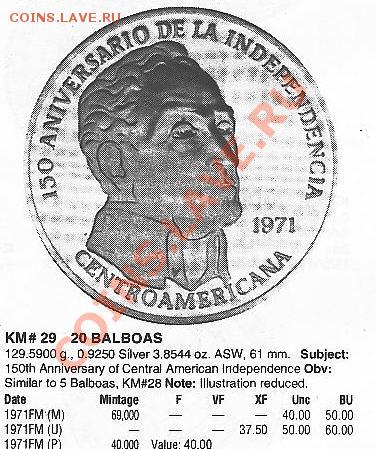 COINS.LAVE.RU
COINS.LAVE.RU
150 ANIVERSARIO DE LA INDEPENDENCIA
1971
CENTROAMERICANA
KM# 29 20 BALBOAS
129.5900 g., 0.9250 Silver 3.8544 oz. ASW, 61 mm. Subject:
150th Anniversary of Central American Independence Obv:
Similar to 5 Balboas, KM#28 Note: Illustration reduced.
Date Mintage F VF XF Unc BU
1971FM (M) 69,000 - - - 40.00 50.00
1971FM (U) - - 37.50 50.00 60.00
1971FM (P) 40,000 Value: 40.00